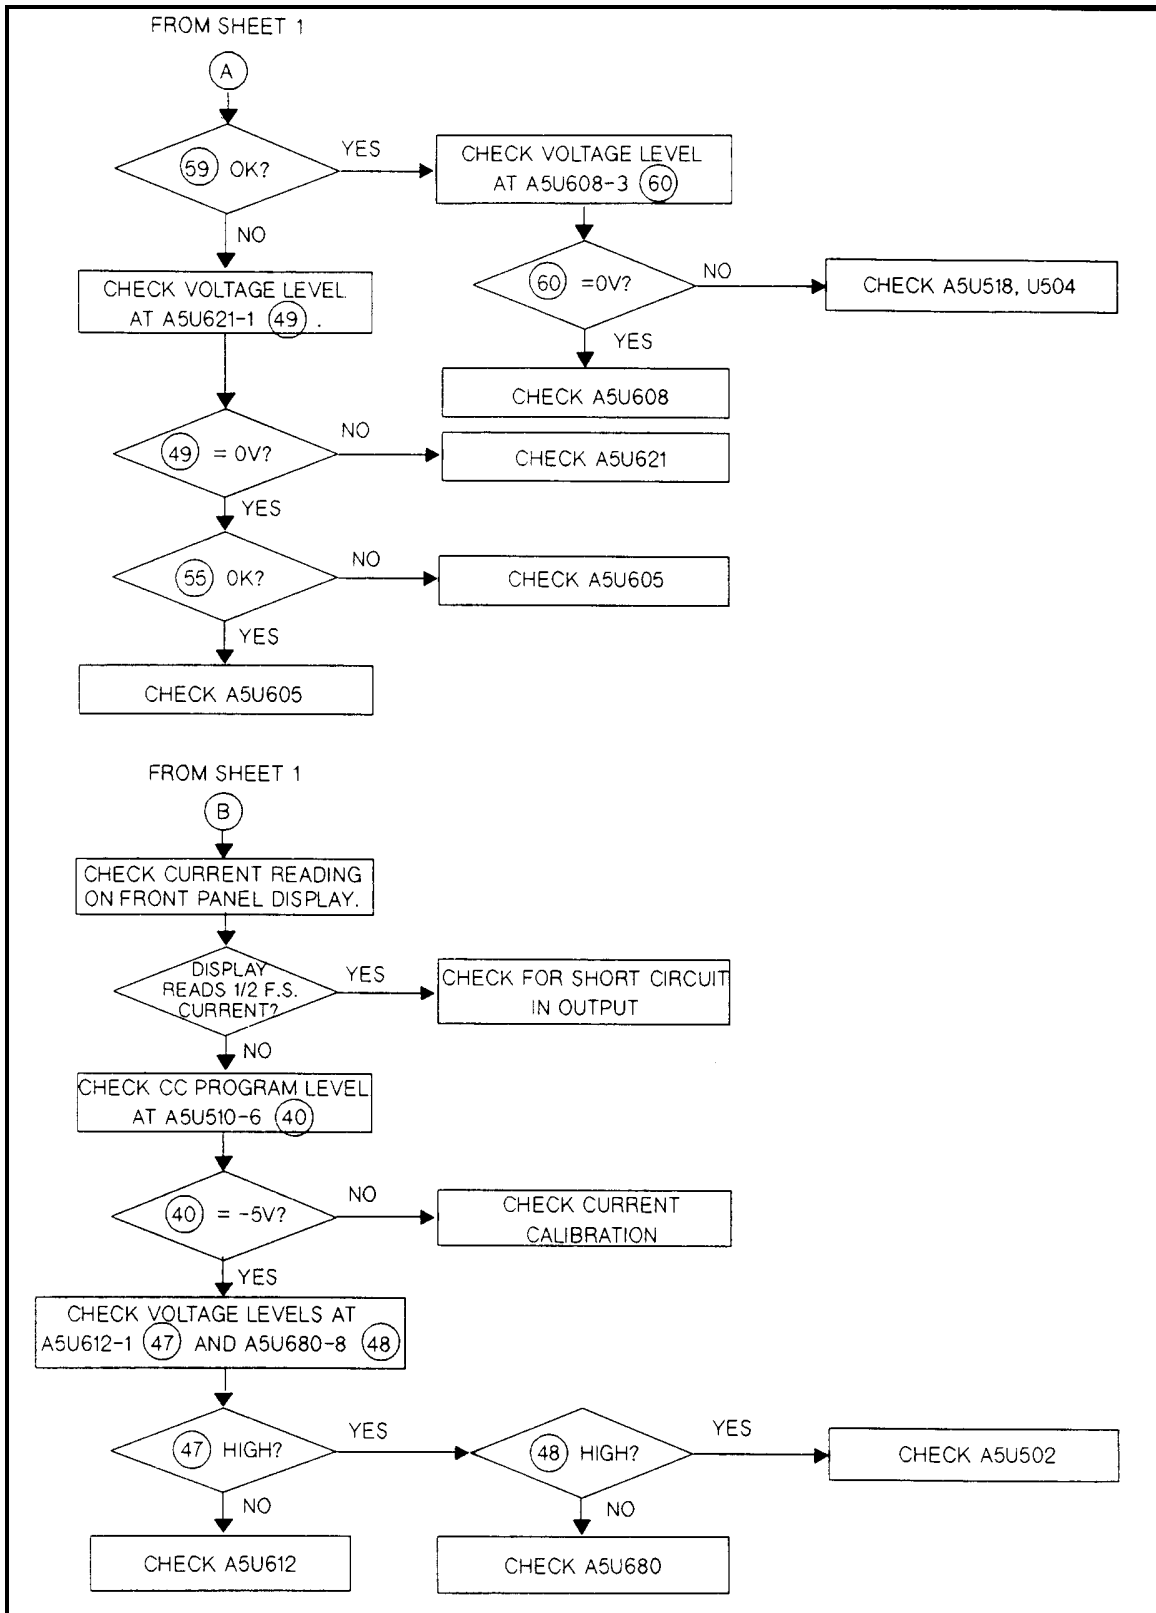 FROM SHEET 1
A
59 OK?
YES
CHECK VOLTAGE LEVEL
AT A5U608-3 60
NO
CHECK VOLTAGE LEVEL
AT A5U621-1 49 .
60 =0V?
NO
CHECK A5U518, U504
YES
CHECK A5U608
49 = 0V?
NO
CHECK A5U621
YES
55 OK?
NO
CHECK A5U605
YES
CHECK A5U605
FROM SHEET 1
B
CHECK CURRENT READING
ON FRONT PANEL DISPLAY.
DISPLAY
READS 1/2 F.S.
CURRENT?
YES
CHECK FOR SHORT CIRCUIT
IN OUTPUT
NO
CHECK CC PROGRAM LEVEL
AT A5U510-6 40
40 = -5V?
NO
CHECK CURRENT
CALIBRATION
YES
CHECK VOLTAGE LEVELS AT
A5U612-1 47 AND A5U680-8 48
47 HIGH?
YES
48 HIGH?
YES
CHECK A5U502
NO
CHECK A5U612
NO
CHECK A5U680